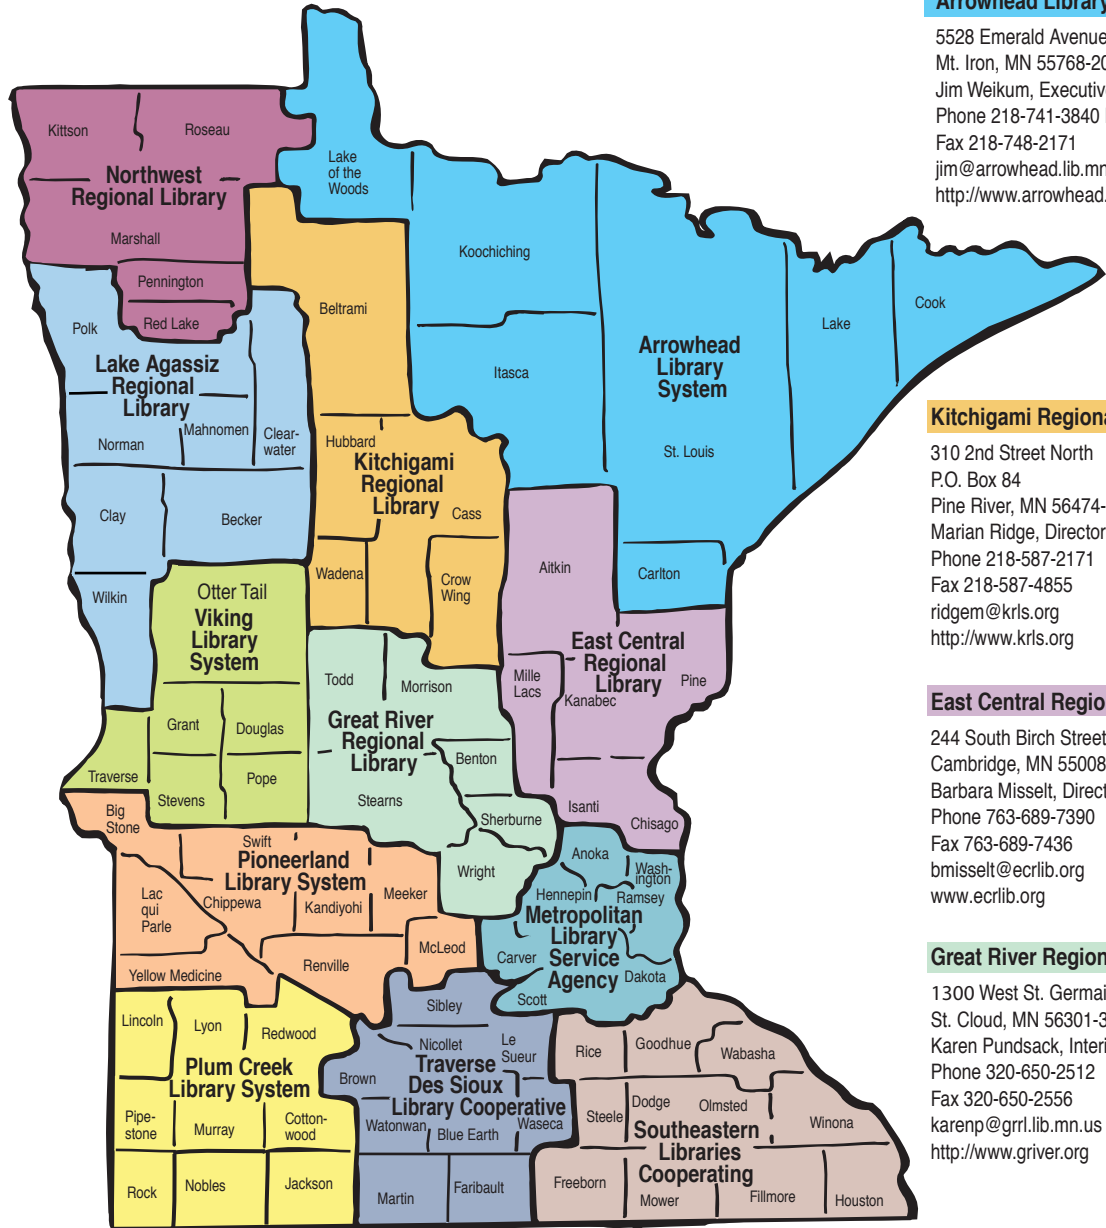 Kittson
Roseau
Northwest
Regional Library
Marshall
Pennington
Red Lake
Lake
of the
Woods
Koochiching
Itasca
Arrowhead
Library
System
St. Louis
Lake
Cook
Carlton
Polk
Lake Agassiz
Regional
Library
Norman
Mahnomen
Clear-
water
Clay
Becker
Wilkin
Beltrami
Hubbard
Kitchigami
Regional
Library
Cass
Wadena
Crow
Wing
Otter Tail
Viking
Library
System
Grant
Douglas
Traverse
Stevens
Pope
Aitkin
East Central
Regional
Library
Mille
Lacs
Kanabec
Pine
Isanti
Chisago
Todd
Morrison
Great River
Regional
Library
Benton
Stearns
Sherburne
Wright
Big
Stone
Swift
Pioneerland
Library System
Lac
qui
Parle
Chippewa
Kandiyohi
Meeker
McLeod
Renville
Yellow Medicine
Anoka
Wash-
ington
Hennepin
Ramsey
Metropolitan
Library
Service
Agency
Carver
Dakota
Scott
Lincoln
Lyon
Redwood
Plum Creek
Library System
Pipe-
stone
Murray
Cotton-
wood
Rock
Nobles
Jackson
Sibley
Nicollet
Le
Sueur
Traverse
Des Sioux
Library Cooperative
Brown
Watonwan
Blue Earth
Waseca
Martin
Faribault
Rice
Goodhue
Wabasha
Steele
Dodge
Olmsted
Winona
Southeastern
Libraries
Cooperating
Freeborn
Mower
Fillmore
Houston
Arrowhead Library
5528 Emerald Avenue
Mt. Iron, MN 55768-20
Jim Weikum, Executive
Phone 218-741-3840
Fax 218-748-2171
jim@arrowhead.lib.mn
http://www.arrowhead.
Kitchigami Regiona
310 2nd Street North
P.O. Box 84
Pine River, MN 56474-
Marian Ridge, Director
Phone 218-587-2171
Fax 218-587-4855
ridgem@krls.org
http://www.krls.org
East Central Regio
244 South Birch Street
Cambridge, MN 55008
Barbara Misselt, Direct
Phone 763-689-7390
Fax 763-689-7436
bmisselt@ecrlib.org
www.ecrlib.org
Great River Region
1300 West St. Germai
St. Cloud, MN 56301-3
Karen Pundsack, Interi
Phone 320-650-2512
Fax 320-650-2556
karenp@grrl.lib.mn.us
http://www.griver.org